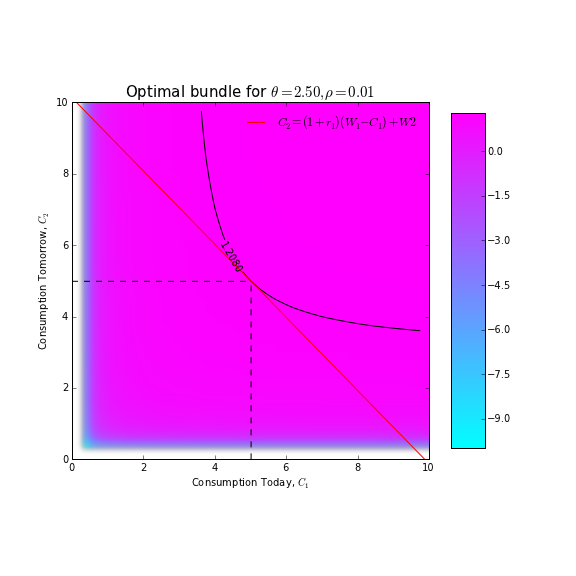 Optimal bundle for θ = 2.50, ρ = 0.01
C₂ = (1 + r₁)(W₁ − C₁) + W2
1.2080
Consumption Tomorrow, C₂
10
8
6
4
2
0
0 2 4 6 8 10
Consumption Today, C₁
0.0
−1.5
−3.0
−4.5
−6.0
−7.5
−9.0